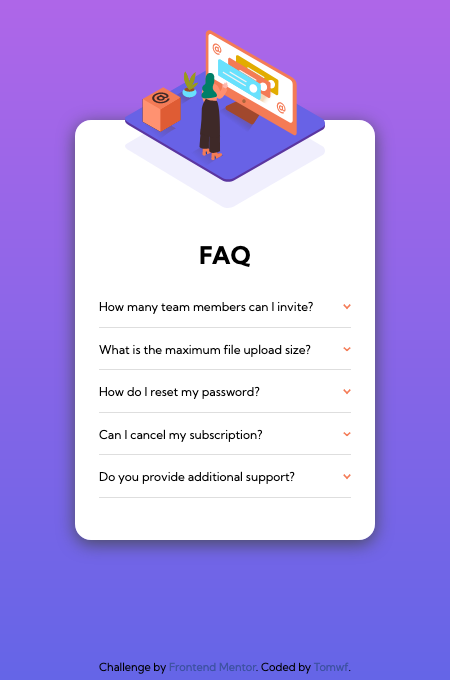 FAQ
How many team members can I invite?
What is the maximum file upload size?
How do I reset my password?
Can I cancel my subscription?
Do you provide additional support?
Challenge by Frontend Mentor. Coded by Tomwf.